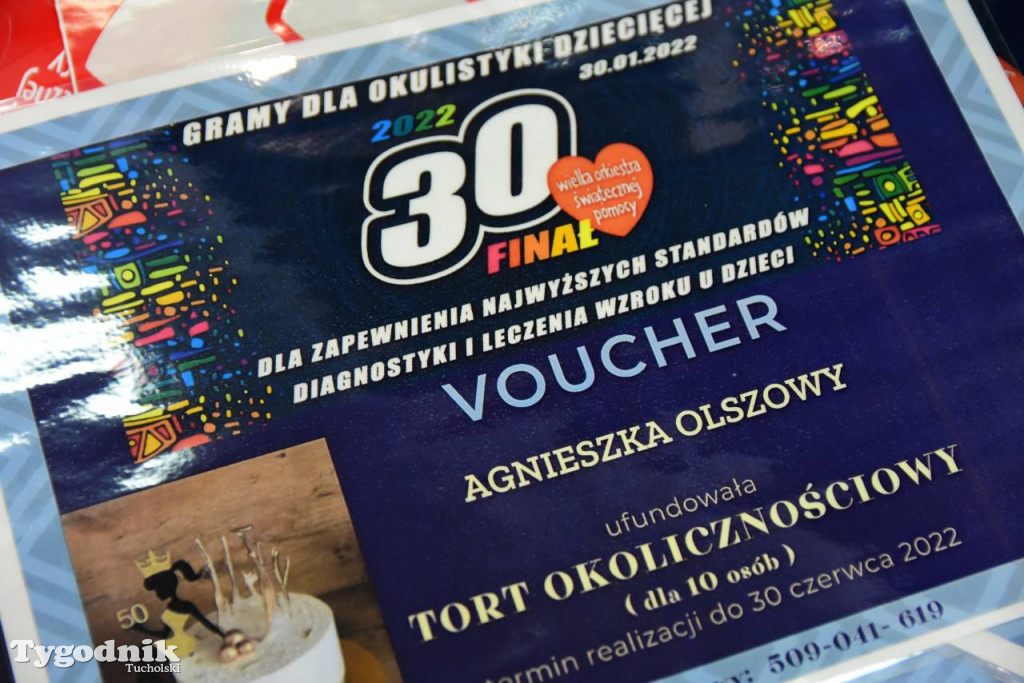 GRAMY DLA OKULISTYKI DZIECIĘCEJ
30.01.2022
2022
30
FINAŁ
wielka orkiestra
świątecznej
pomocy
DLA ZAPEWNIENIA NAJWYŻSZYCH STANDARDÓW
DIAGNOSTYKI I LECZENIA WZROKU U DZIECI
VOUCHER
AGNIESZKA OLSZOWY
ufundowała
TORT OKOLICZNOŚCIOWY
( dla 10 osób )
termin realizacji do 30 czerwca 2022
509-041- 619
50
Tygodnik
Tucholski